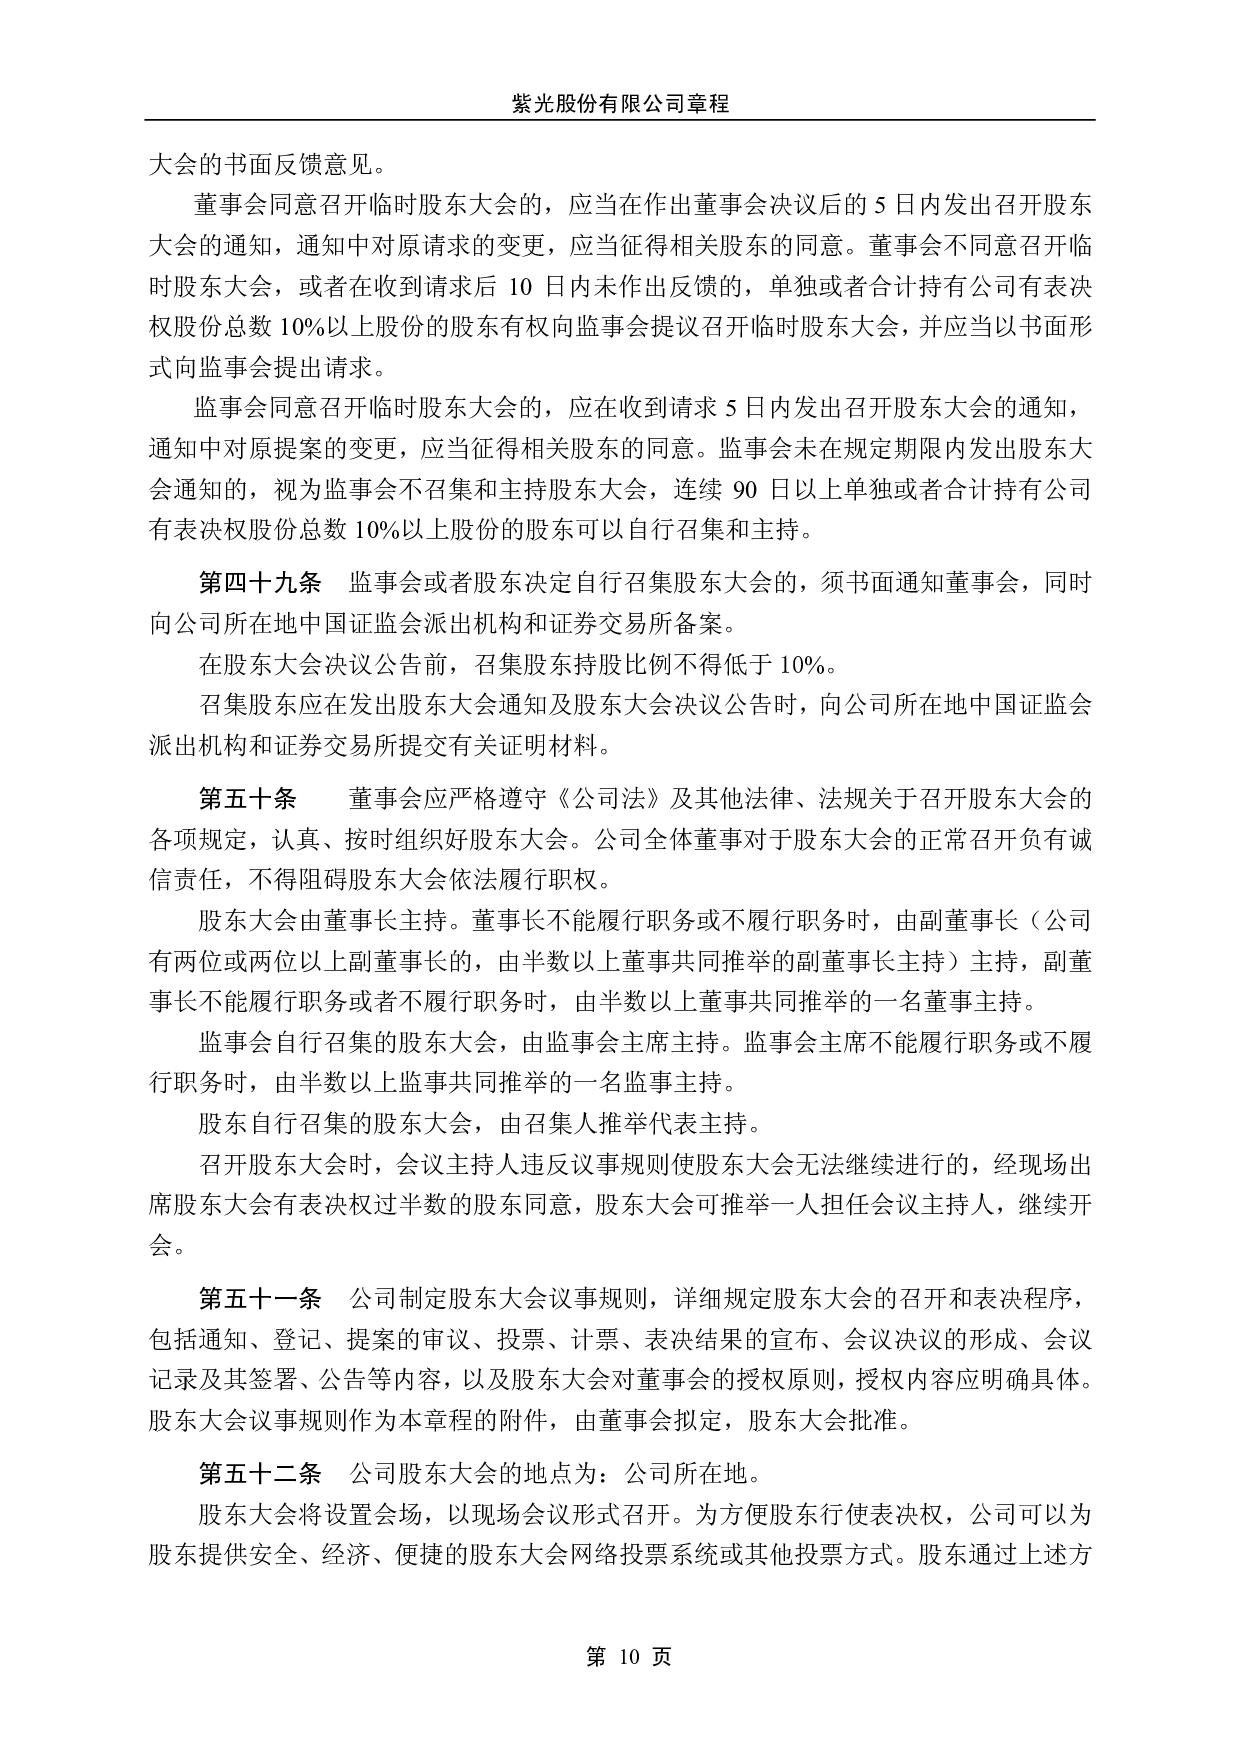 紫光股份有限公司章程
大会的书面反馈意见。
董事会同意召开临时股东大会的，应当在作出董事会决议后的 5 日内发出召开股东
大会的通知，通知中对原请求的变更，应当征得相关股东的同意。董事会不同意召开临
时股东大会，或者在收到请求后 10 日内未作出反馈的，单独或者合计持有公司有表决
权股份总数 10%以上股份的股东有权向监事会提议召开临时股东大会，并应当以书面形
式向监事会提出请求。
监事会同意召开临时股东大会的，应在收到请求 5 日内发出召开股东大会的通知，
通知中对原提案的变更，应当征得相关股东的同意。监事会未在规定期限内发出股东大
会通知的，视为监事会不召集和主持股东大会，连续 90 日以上单独或者合计持有公司
有表决权股份总数 10%以上股份的股东可以自行召集和主持。
第四十九条 监事会或者股东决定自行召集股东大会的，须书面通知董事会，同时
向公司所在地中国证监会派出机构和证券交易所备案。
在股东大会决议公告前，召集股东持股比例不得低于 10%。
召集股东应在发出股东大会通知及股东大会决议公告时，向公司所在地中国证监会
派出机构和证券交易所提交有关证明材料。
第五十条 董事会应严格遵守《公司法》及其他法律、法规关于召开股东大会的
各项规定，认真、按时组织好股东大会。公司全体董事对于股东大会的正常召开负有诚
信责任，不得阻碍股东大会依法履行职权。
股东大会由董事长主持。董事长不能履行职务或不履行职务时，由副董事长（公司
有两位或两位以上副董事长的，由半数以上董事共同推举的副董事长主持）主持，副董
事长不能履行职务或者不履行职务时，由半数以上董事共同推举的一名董事主持。
监事会自行召集的股东大会，由监事会主席主持。监事会主席不能履行职务或不履
行职务时，由半数以上监事共同推举的一名监事主持。
股东自行召集的股东大会，由召集人推举代表主持。
召开股东大会时，会议主持人违反议事规则使股东大会无法继续进行的，经现场出
席股东大会有表决权过半数的股东同意，股东大会可推举一人担任会议主持人，继续开
会。
第五十一条 公司制定股东大会议事规则，详细规定股东大会的召开和表决程序，
包括通知、登记、提案的审议、投票、计票、表决结果的宣布、会议决议的形成、会议
记录及其签署、公告等内容，以及股东大会对董事会的授权原则，授权内容应明确具体。
股东大会议事规则作为本章程的附件，由董事会拟定，股东大会批准。
第五十二条 公司股东大会的地点为：公司所在地。
股东大会将设置会场，以现场会议形式召开。为方便股东行使表决权，公司可以为
股东提供安全、经济、便捷的股东大会网络投票系统或其他投票方式。股东通过上述方
第 10 页